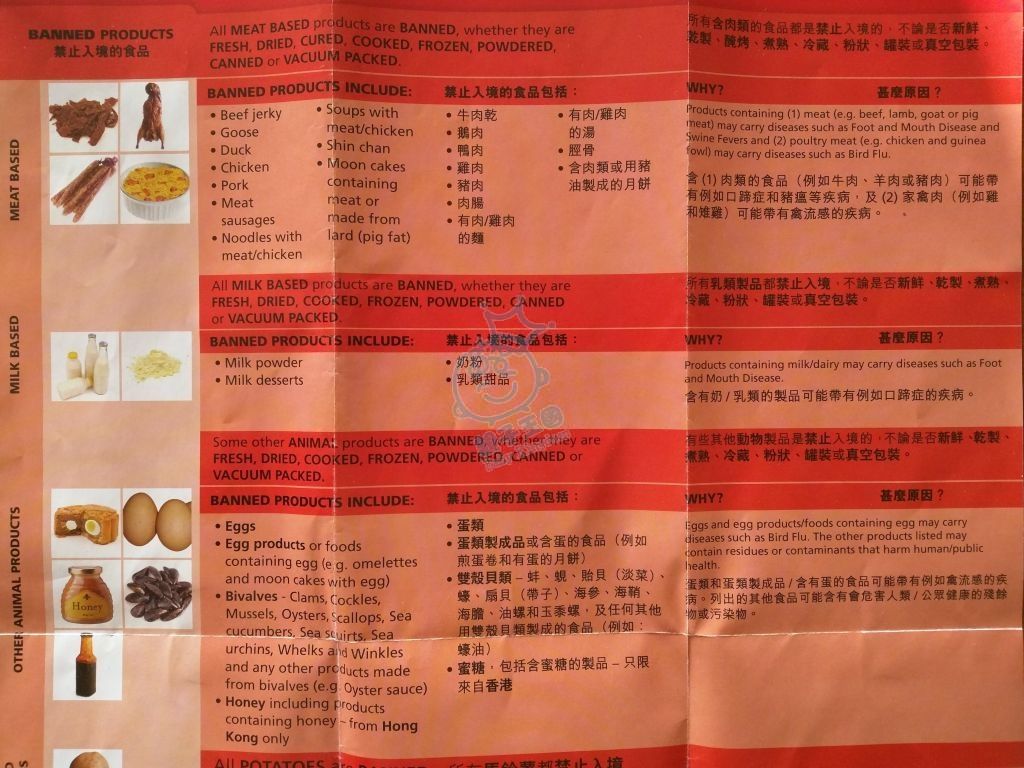 BANNED PRODUCTS
禁止入境的食品
All MEAT BASED products are BANNED, whether they are
FRESH, DRIED, CURED, COOKED, FROZEN, POWDERED,
CANNED or VACUUM PACKED.
所有含肉類的食品都是禁止入境的，不論是否新鮮、
乾製、醃烤、煮熟、冷藏、粉狀、罐裝或真空包裝。
MEAT BASED
BANNED PRODUCTS INCLUDE:
• Beef jerky
• Goose
• Duck
• Chicken
• Pork
• Meat
sausages
• Noodles with
meat/chicken
• Soups with
meat/chicken
• Shin chan
• Moon cakes
containing
meat or
made from
lard (pig fat)
禁止入境的食品包括：
• 牛肉乾
• 鵝肉
• 鴨肉
• 雞肉
• 豬肉
• 肉腸
• 有肉/雞肉
的麵
• 有肉/雞肉
的湯
• 脛骨
• 含肉類或用豬
油製成的月餅
WHY?
甚麼原因？
Products containing (1) meat (e.g. beef, lamb, goat or pig
meat) may carry diseases such as Foot and Mouth Disease and
Swine Fevers and (2) poultry meat (e.g. chicken and guinea
fowl) may carry diseases such as Bird Flu.
含 (1) 肉類的食品（例如牛肉、羊肉或豬肉）可能帶
有例如口蹄症和豬瘟等疾病，及 (2) 家禽肉（例如雞
和雉雞）可能帶有禽流感的疾病。
All MILK BASED products are BANNED, whether they are
FRESH, DRIED, COOKED, FROZEN, POWDERED, CANNED
or VACUUM PACKED.
所有乳類製品都禁止入境，不論是否新鮮、乾製、煮熟、
冷藏、粉狀、罐裝或真空包裝。
MILK BASED
BANNED PRODUCTS INCLUDE:
• Milk powder
• Milk desserts
禁止入境的食品包括：
• 奶粉
• 乳類甜品
WHY?
甚麼原因？
Products containing milk/dairy may carry diseases such as Foot
and Mouth Disease.
含有奶 / 乳類的製品可能帶有例如口蹄症的疾病。
Some other ANIMAL products are BANNED, whether they are
FRESH, DRIED, COOKED, FROZEN, POWDERED, CANNED or
VACUUM PACKED.
有些其他動物製品是禁止入境的，不論是否新鮮、乾製、
煮熟、冷藏、粉狀、罐裝或真空包裝。
OTHER ANIMAL PRODUCTS
Honey
BANNED PRODUCTS INCLUDE:
• Eggs
• Egg products or foods
containing egg (e.g. omelettes
and moon cakes with egg)
• Bivalves - Clams, Cockles,
Mussels, Oysters, Scallops, Sea
cucumbers, Sea squirts, Sea
urchins, Whelks and Winkles
and any other products made
from bivalves (e.g. Oyster sauce)
• Honey including products
containing honey – from Hong
Kong only
禁止入境的食品包括：
• 蛋類
• 蛋類製成品或含蛋的食品（例如
煎蛋卷和有蛋的月餅）
• 雙殼貝類 – 蚌、蜆、貽貝（淡菜）、
蠔、扇貝（帶子）、海參、海鞘、
海膽、油螺和玉黍螺，及任何其他
用雙殼貝類製成的食品（例如：
蠔油）
• 蜜糖，包括含蜜糖的製品 – 只限
來自香港
WHY?
甚麼原因？
Eggs and egg products/foods containing egg may carry
diseases such as Bird Flu. The other products listed may
contain residues or contaminants that harm human/public
health.
蛋類和蛋類製成品 / 含有蛋的食品可能帶有例如禽流感的疾
病。列出的其他食品可能含有會危害人類 / 公眾健康的殘餘
物或污染物。
All POTATOES are BANNED
所有馬鈴薯都禁止入境